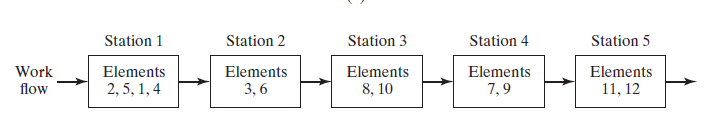 Station 1 Station 2 Station 3 Station 4 Station 5
Work Elements Elements Elements Elements Elements
flow 2, 5, 1, 4 3, 6 8, 10 7, 9 11, 12